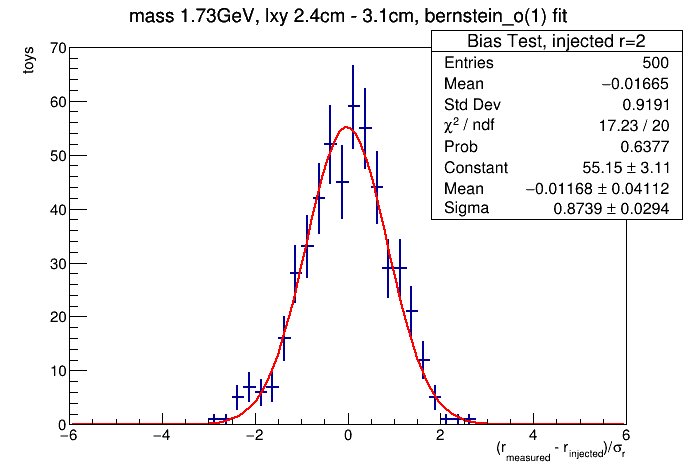 mass 1.73GeV, lxy 2.4cm - 3.1cm, bernstein_o(1) fit
Bias Test, injected r=2
Entries 500
Mean −0.01665
Std Dev 0.9191
χ² / ndf 17.23 / 20
Prob 0.6377
Constant 55.15 ± 3.11
Mean −0.01168 ± 0.04112
Sigma 0.8739 ± 0.0294
toys
70
60
50
40
30
20
10
0
−6 −4 −2 0 2 4 6
(r_measured - r_injected)/σ_r